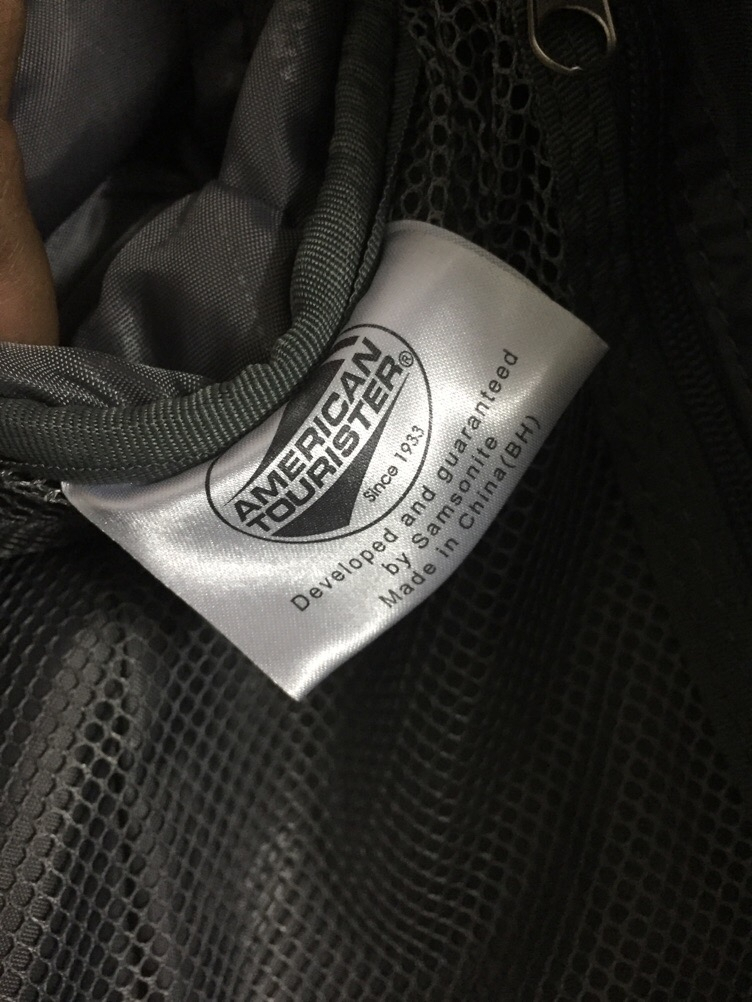 AMERICAN
TOURISTER®
Since 1933
Developed and guaranteed
by Samsonite
Made in China(BH)